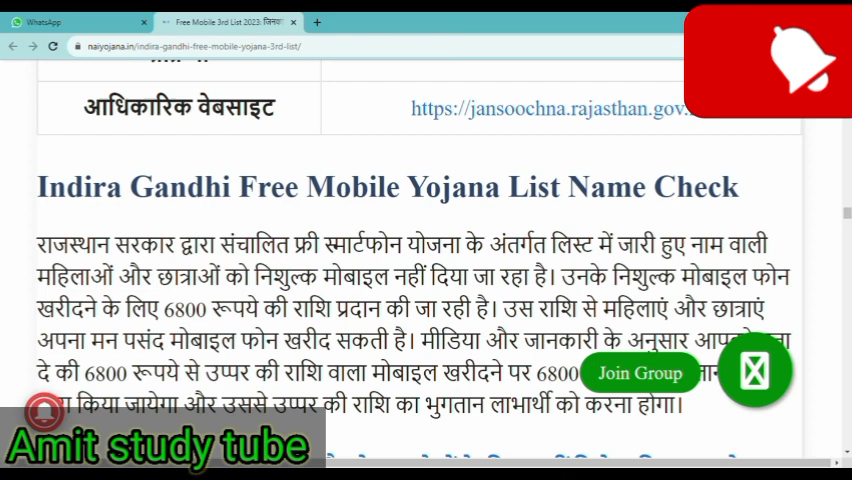 WhatsApp
Free Mobile 3rd List 2023:
naiyojana.in/indira-gandhi-free-mobile-yojana-3rd-list/
आधिकारिक वेबसाइट
https://jansoochna.rajasthan.gov.
Indira Gandhi Free Mobile Yojana List Name Check
राजस्थान सरकार द्वारा संचालित फ्री स्मार्टफोन योजना के अंतर्गत लिस्ट में जारी हुए नाम वाली
महिलाओं और छात्राओं को निशुल्क मोबाइल नहीं दिया जा रहा है। उनके निशुल्क मोबाइल फोन
खरीदने के लिए 6800 रूपये की राशि प्रदान की जा रही है। उस राशि से महिलाएं और छात्राएं
अपना मन पसंद मोबाइल फोन खरीद सकती है। मीडिया और जानकारी के अनुसार
दे की 6800 रूपये से उप्पर की राशि वाला मोबाइल खरीदने पर 6800
Join Group
किया जायेगा और उससे उप्पर की राशि का भुगतान लाभार्थी को करना होगा।
Amit study tube